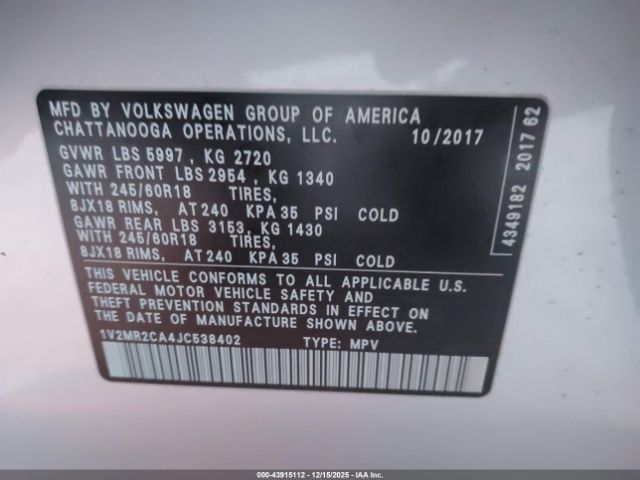 MFD BY VOLKSWAGEN GROUP OF AMERICA
CHATTANOOGA OPERATIONS, LLC. 10/2017
GVWR LBS 5997, KG 2720
GAWR FRONT LBS 2954, KG 1340
WITH 245/60R18 TIRES,
8JX18 RIMS, AT 240 KPA 35 PSI COLD
GAWR REAR LBS 3153, KG 1430
WITH 245/60R18 TIRES,
8JX18 RIMS, AT 240 KPA 35 PSI COLD
THIS VEHICLE CONFORMS TO ALL APPLICABLE U.S.
FEDERAL MOTOR VEHICLE SAFETY AND
THEFT PREVENTION STANDARDS IN EFFECT ON
THE DATE OF MANUFACTURE SHOWN ABOVE.
1V2MR2CA4JC538402 TYPE: MPV
4349182 2017 62
000-43915112 - 12/15/2025 - IAA Inc.